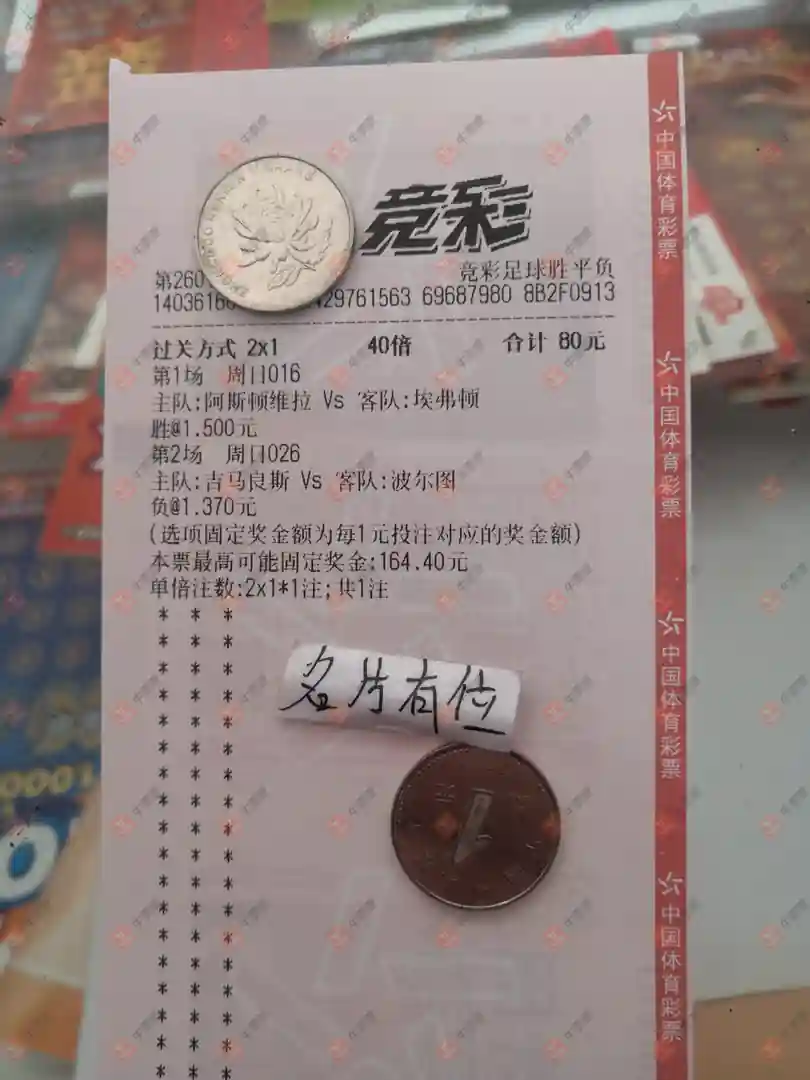 竞彩
第260
竞彩足球胜平负
29761563 69687980 8B2F0913
过关方式 2x1 40倍 合计 80元
第1场 周日016
主队:阿斯顿维拉 Vs 客队:埃弗顿
胜@1.500元
第2场 周日026
主队:吉马良斯 Vs 客队:波尔图
负@1.370元
(选项固定奖金额为每1元投注对应的奖金额)
本票最高可能固定奖金:164.40元
单倍注数:2x1*1注;共1注
名片有位
中国体育彩票
中国体育彩票
中国体育彩票
中国体育彩票